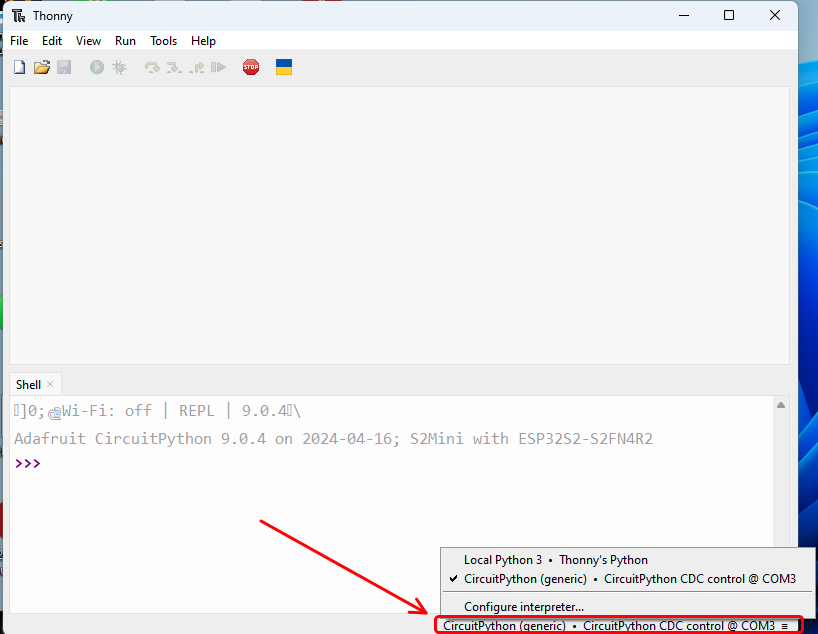 Thonny
File Edit View Run Tools Help
STOP
Shell
]0;@Wi-Fi: off | REPL | 9.0.4\
Adafruit CircuitPython 9.0.4 on 2024-04-16; S2Mini with ESP32S2-S2FN4R2
>>>
Local Python 3 • Thonny's Python
✓ CircuitPython (generic) • CircuitPython CDC control @ COM3
Configure interpreter...
CircuitPython (generic) • CircuitPython CDC control @ COM3 ≡